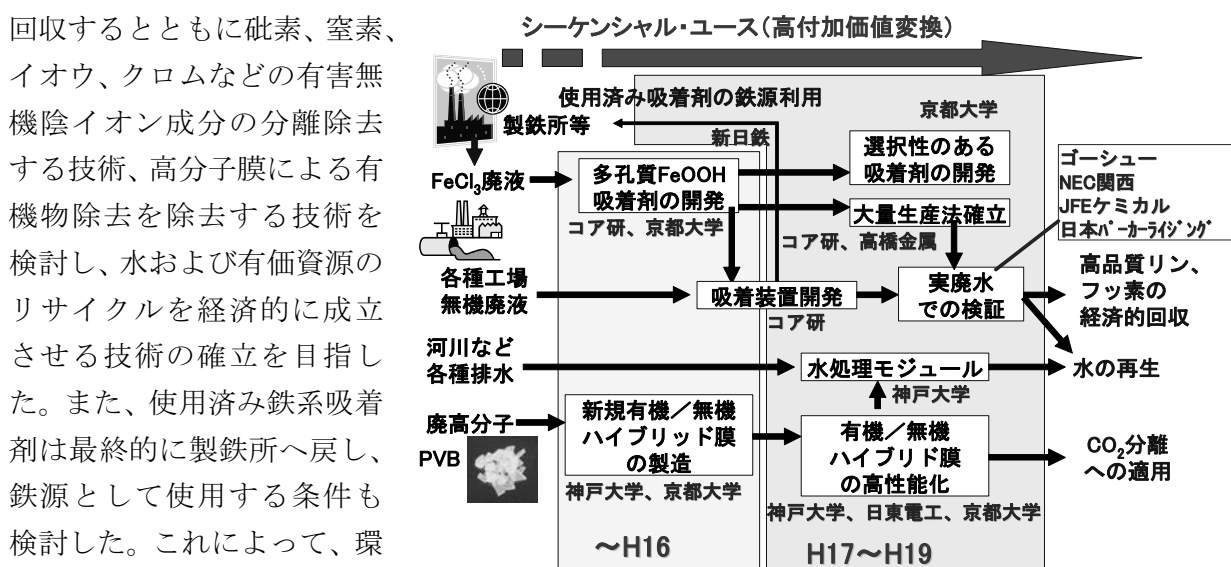 回収するとともに砒素、窒素、
イオウ、クロムなどの有害無
機陰イオン成分の分離除去
する技術、高分子膜による有
機物除去を除去する技術を
検討し、水および有価資源の
リサイクルを経済的に成立
させる技術の確立を目指し
た。また、使用済み鉄系吸着
剤は最終的に製鉄所へ戻し、
鉄源として使用する条件も
検討した。これによって、環
シーケンシャル・ユース(高付加価値変換)
使用済み吸着剤の鉄源利用
製鉄所等
新日鉄
京都大学
FeCl3廃液
多孔質FeOOH
吸着剤の開発
コア研、京都大学
選択性のある
吸着剤の開発
大量生産法確立
コア研、高橋金属
ゴーシュー
NEC関西
JFEケミカル
日本パーカーライジング
各種工場
無機廃液
吸着装置開発
コア研
実廃水
での検証
高品質リン、
フッ素の
経済的回収
河川など
各種排水
水処理モジュール
神戸大学
水の再生
廃高分子
PVB
新規有機/無機
ハイブリッド膜
の製造
神戸大学、京都大学
有機/無機
ハイブリッド膜
の高性能化
神戸大学、日東電工、京都大学
CO2分離
への適用
~H16
H17~H19